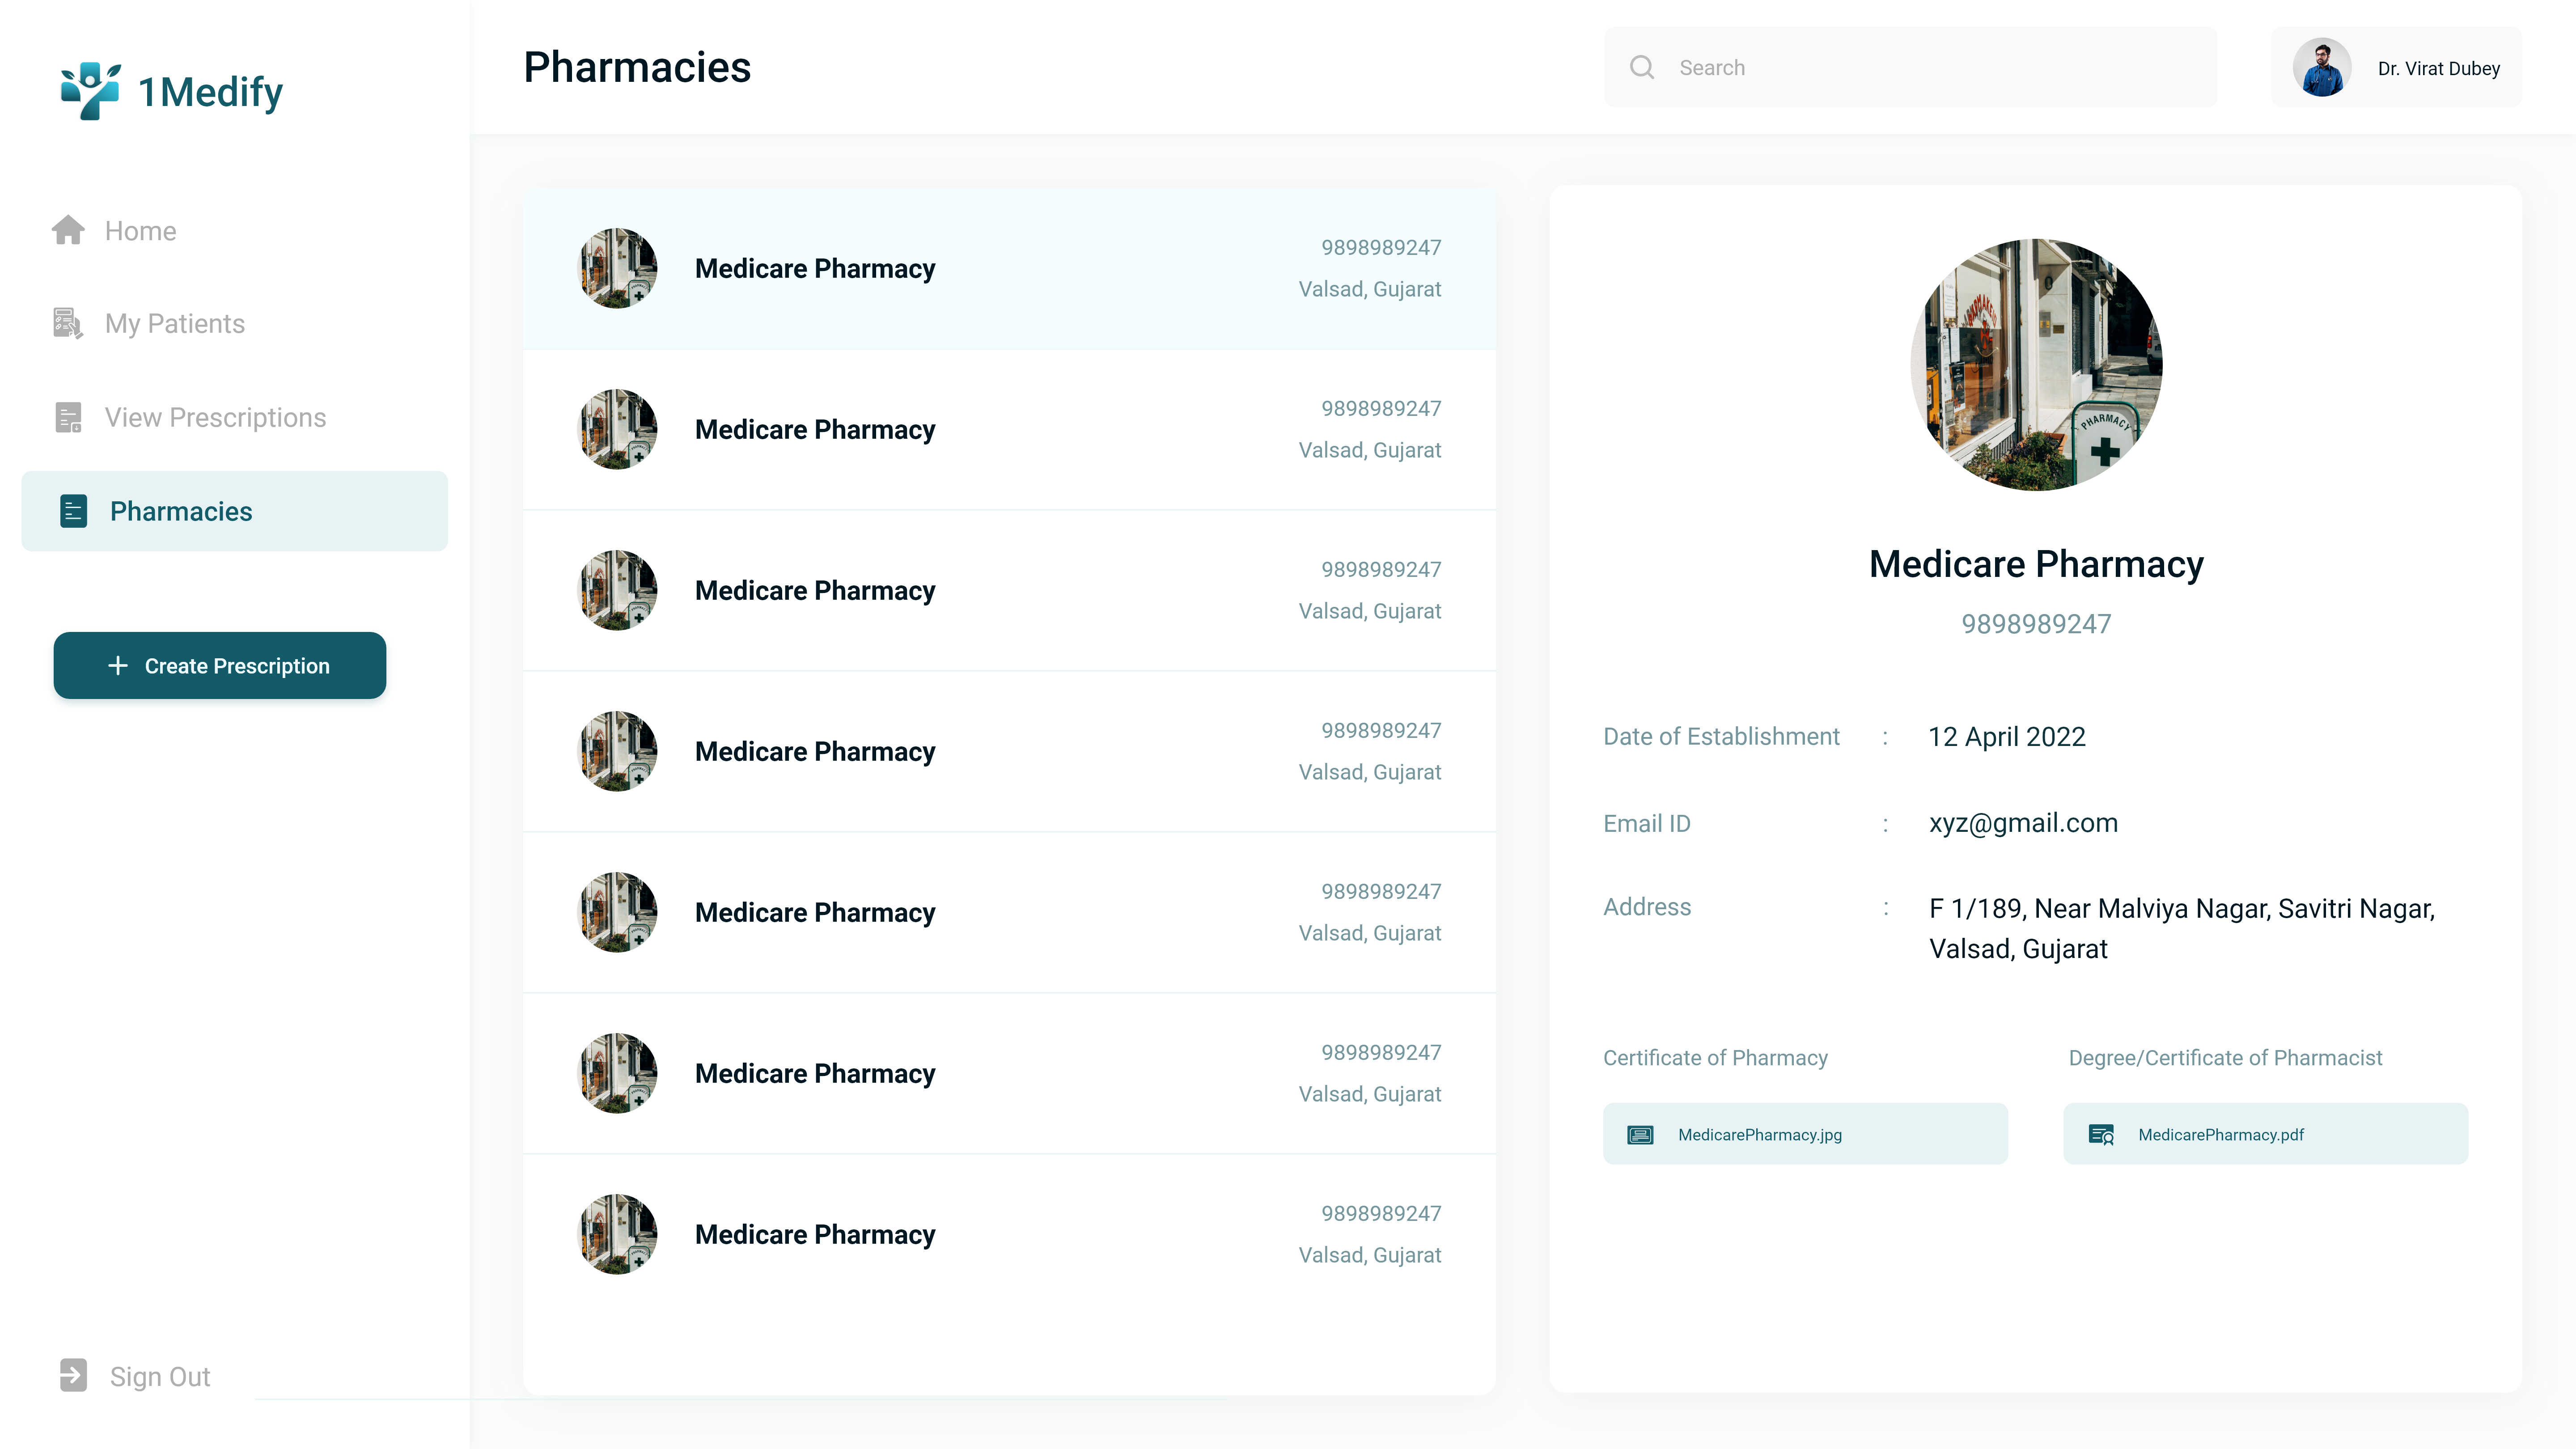 1Medify
Home
My Patients
View Prescriptions
Pharmacies
+ Create Prescription
Sign Out
Pharmacies
Search
Dr. Virat Dubey
Medicare Pharmacy
9898989247
Valsad, Gujarat
Medicare Pharmacy
9898989247
Valsad, Gujarat
Medicare Pharmacy
9898989247
Valsad, Gujarat
Medicare Pharmacy
9898989247
Valsad, Gujarat
Medicare Pharmacy
9898989247
Valsad, Gujarat
Medicare Pharmacy
9898989247
Valsad, Gujarat
Medicare Pharmacy
9898989247
Valsad, Gujarat
PHARMACY
Medicare Pharmacy
9898989247
Date of Establishment : 12 April 2022
Email ID : xyz@gmail.com
Address : F 1/189, Near Malviya Nagar, Savitri Nagar,
Valsad, Gujarat
Certificate of Pharmacy
MedicarePharmacy.jpg
Degree/Certificate of Pharmacist
MedicarePharmacy.pdf